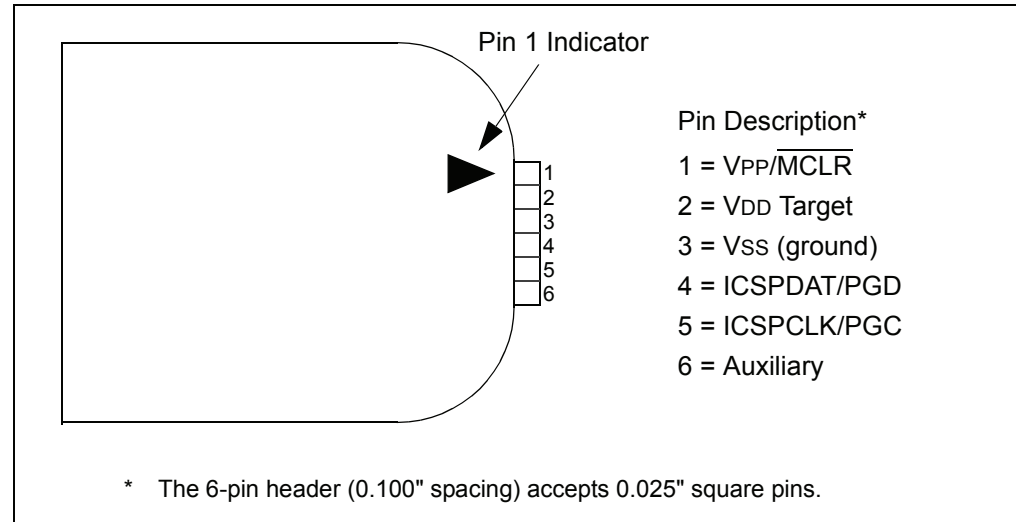 Pin 1 Indicator
1
2
3
4
5
6
Pin Description*
1 = VPP/M̅C̅L̅R̅
2 = VDD Target
3 = VSS (ground)
4 = ICSPDAT/PGD
5 = ICSPCLK/PGC
6 = Auxiliary
* The 6-pin header (0.100" spacing) accepts 0.025" square pins.